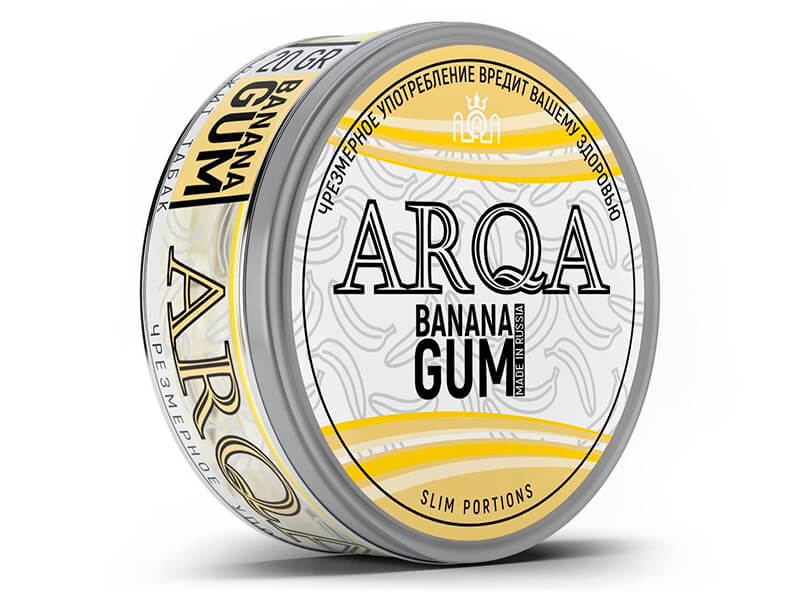 ЧРЕЗМЕРНОЕ УПОТРЕБЛЕНИЕ ВРЕДИТ ВАШЕМУ ЗДОРОВЬЮ
ARQA
ARQA
BANANA
GUM
MADE IN RUSSIA
SLIM PORTIONS
20 GR
BANANA
GUM
ТАБАК
ARQA
ЧРЕЗМЕРНОЕ